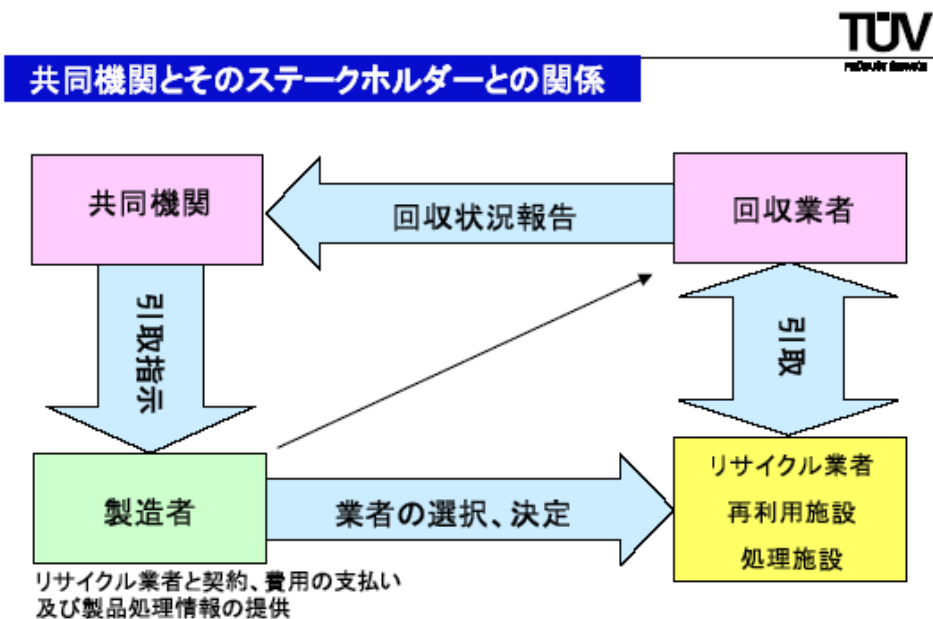 TÜV
PRODUCT SERVICE
共同機関とそのステークホルダーとの関係
共同機関
回収状況報告
回収業者
引取指示
引取
製造者
業者の選択、決定
リサイクル業者
再利用施設
処理施設
リサイクル業者と契約、費用の支払い
及び製品処理情報の提供